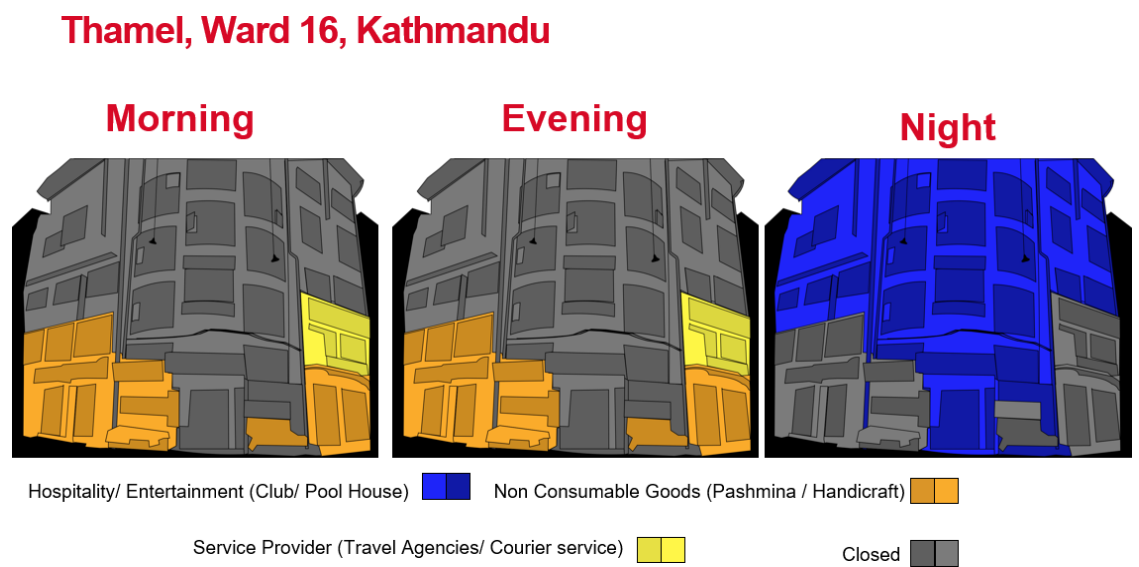 Thamel, Ward 16, Kathmandu
Morning
Evening
Night
Hospitality/ Entertainment (Club/ Pool House)
Non Consumable Goods (Pashmina / Handicraft)
Service Provider (Travel Agencies/ Courier service)
Closed